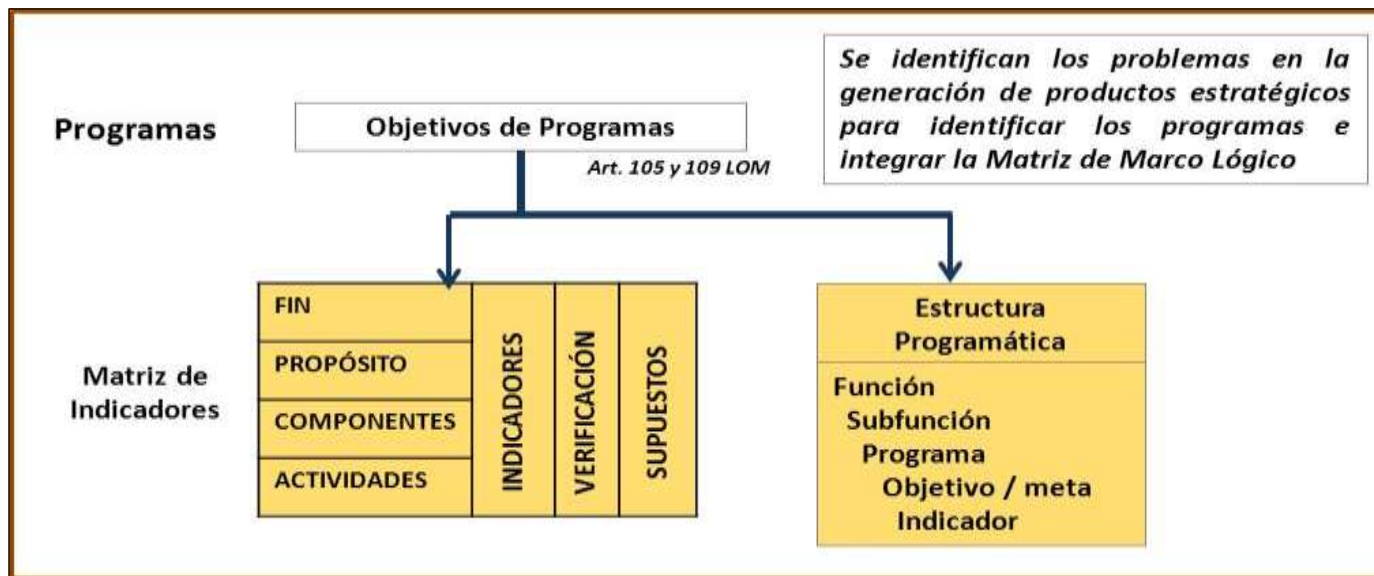 Programas
Objetivos de Programas
Art. 105 y 109 LOM
Se identifican los problemas en la
generación de productos estratégicos
para identificar los programas e
integrar la Matriz de Marco Lógico
Matriz de
Indicadores
FIN
PROPÓSITO
COMPONENTES
ACTIVIDADES
INDICADORES
VERIFICACIÓN
SUPUESTOS
Estructura
Programática
Función
Subfunción
Programa
Objetivo / meta
Indicador